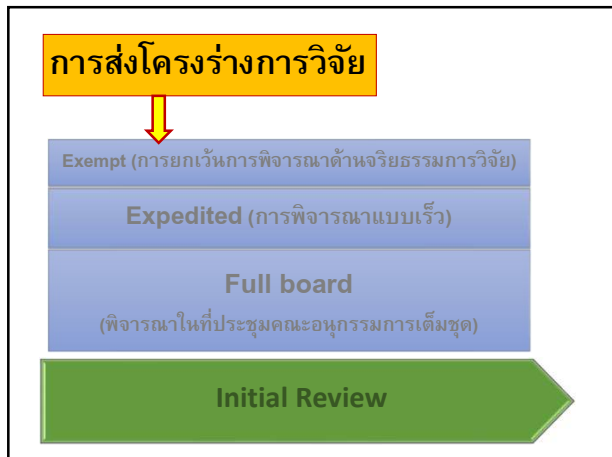 การส่งโครงร่างการวิจัย
Exempt (การยกเว้นการพิจารณาด้านจริยธรรมการวิจัย)
Expedited (การพิจารณาแบบเร็ว)
Full board
(พิจารณาในที่ประชุมคณะอนุกรรมการเต็มชุด)
Initial Review